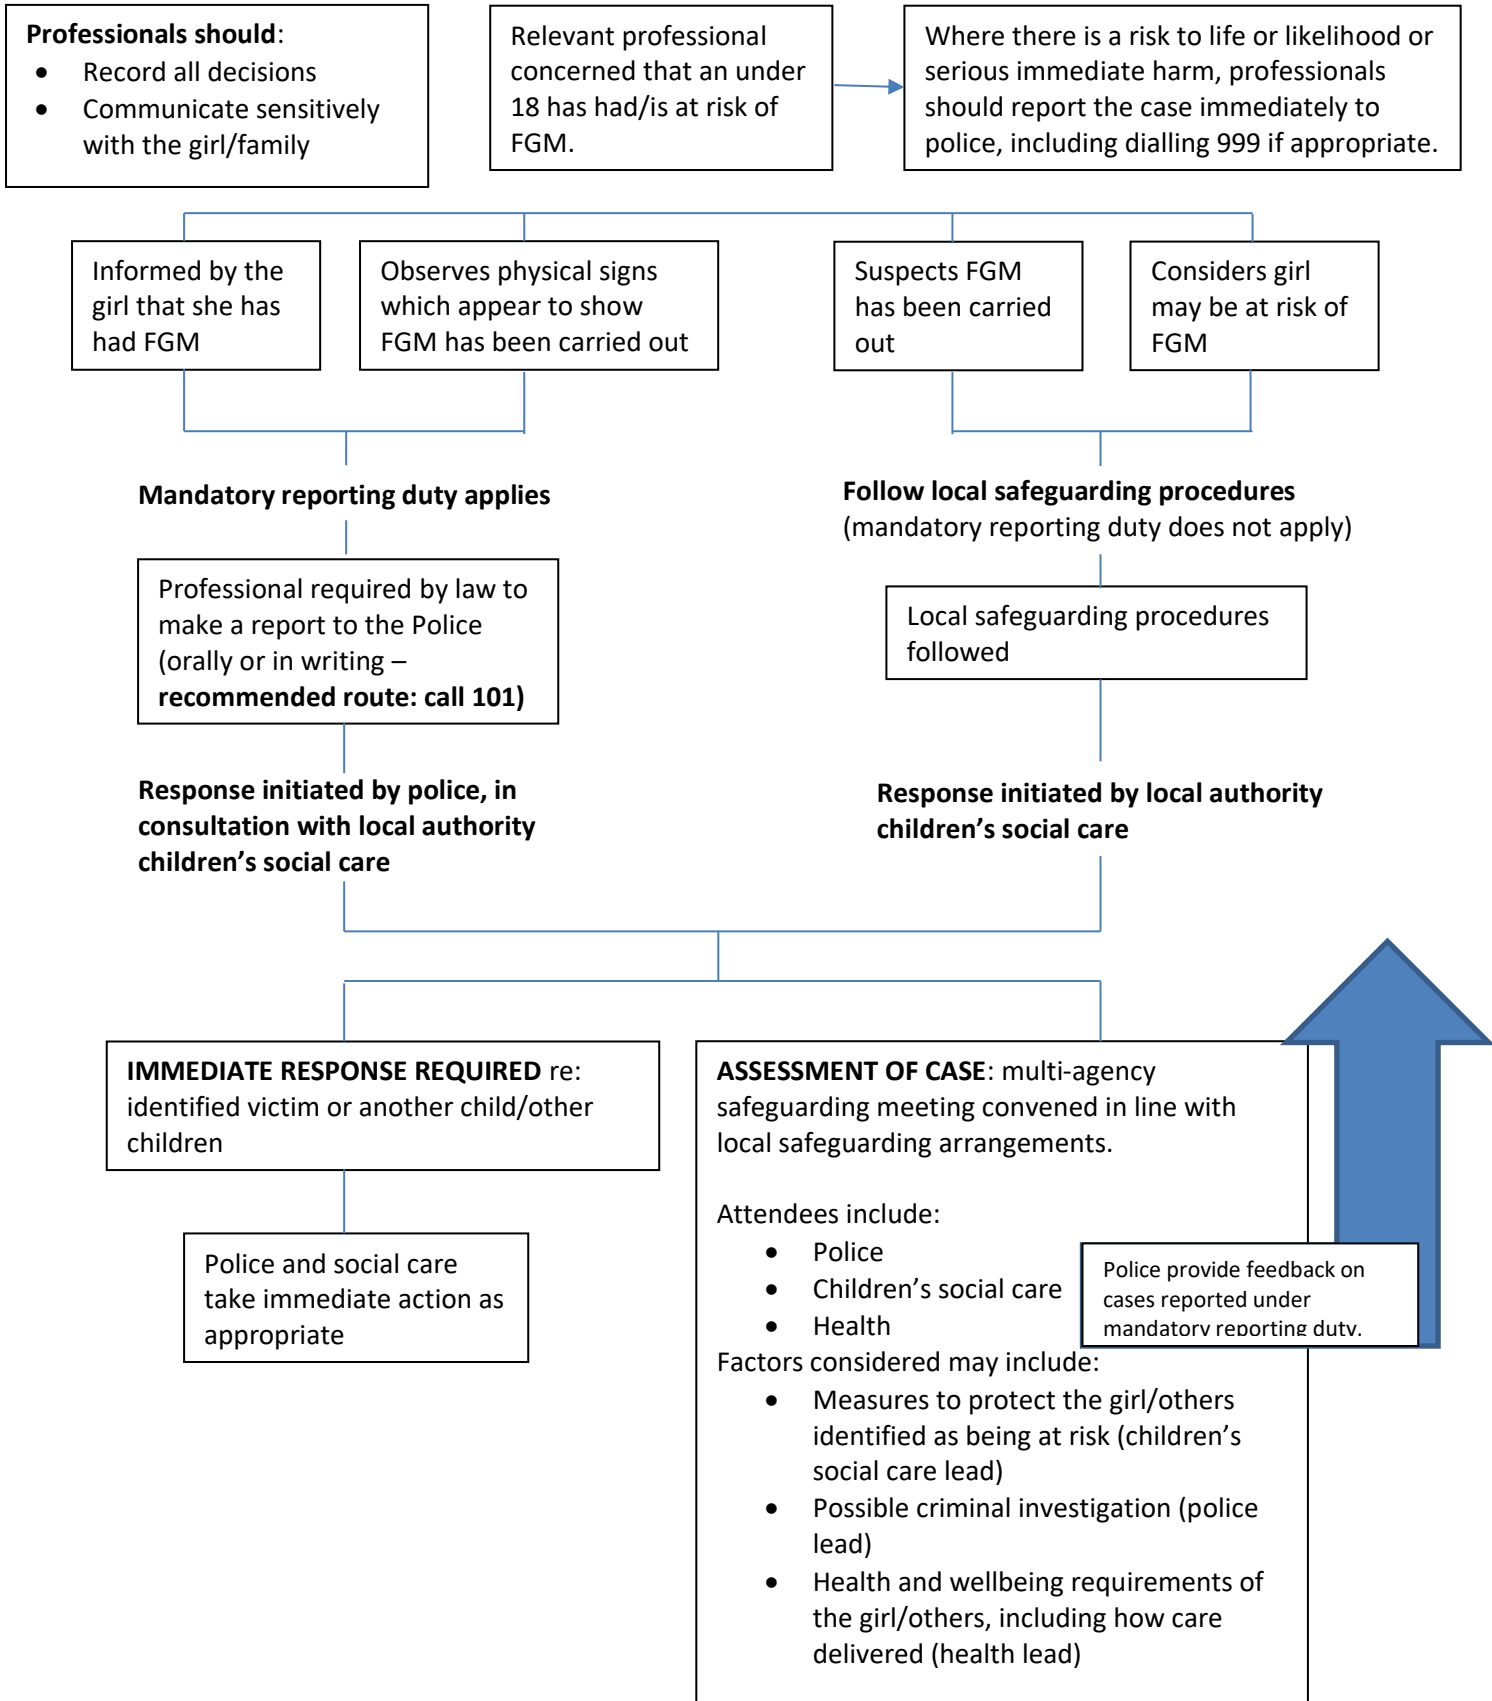 Professionals should:
• Record all decisions
• Communicate sensitively
with the girl/family
Relevant professional
concerned that an under
18 has had/is at risk of
FGM.
Where there is a risk to life or likelihood or
serious immediate harm, professionals
should report the case immediately to
police, including dialling 999 if appropriate.
Informed by the
girl that she has
had FGM
Observes physical signs
which appear to show
FGM has been carried out
Suspects FGM
has been carried
out
Considers girl
may be at risk of
FGM
Mandatory reporting duty applies
Follow local safeguarding procedures
(mandatory reporting duty does not apply)
Professional required by law to
make a report to the Police
(orally or in writing –
recommended route: call 101)
Local safeguarding procedures
followed
Response initiated by police, in
consultation with local authority
children’s social care
Response initiated by local authority
children’s social care
IMMEDIATE RESPONSE REQUIRED re:
identified victim or another child/other
children
Police and social care
take immediate action as
appropriate
ASSESSMENT OF CASE: multi-agency
safeguarding meeting convened in line with
local safeguarding arrangements.
Attendees include:
• Police
• Children’s social care
• Health
Police provide feedback on
cases reported under
mandatory reporting duty.
Factors considered may include:
• Measures to protect the girl/others
identified as being at risk (children’s
social care lead)
• Possible criminal investigation (police
lead)
• Health and wellbeing requirements of
the girl/others, including how care
delivered (health lead)